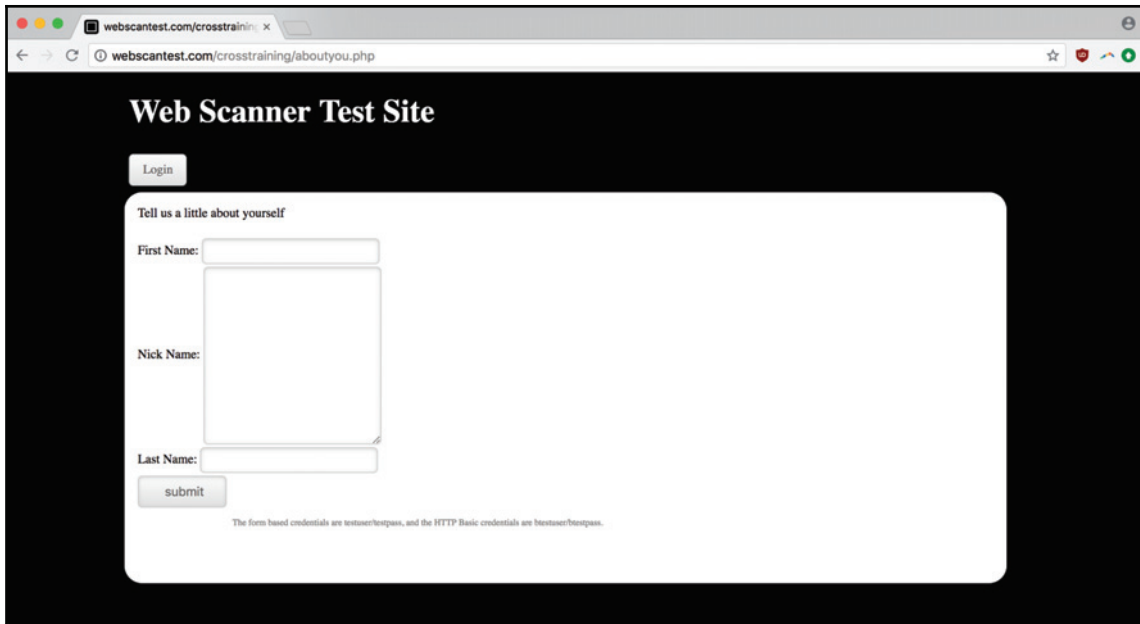 webscantest.com/crosstraining
webscantest.com/crosstraining/aboutyou.php
Web Scanner Test Site
Login
Tell us a little about yourself
First Name:
Nick Name:
Last Name:
submit
The form based credentials are testuser/testpass, and the HTTP Basic credentials are btestuser/btestpass.